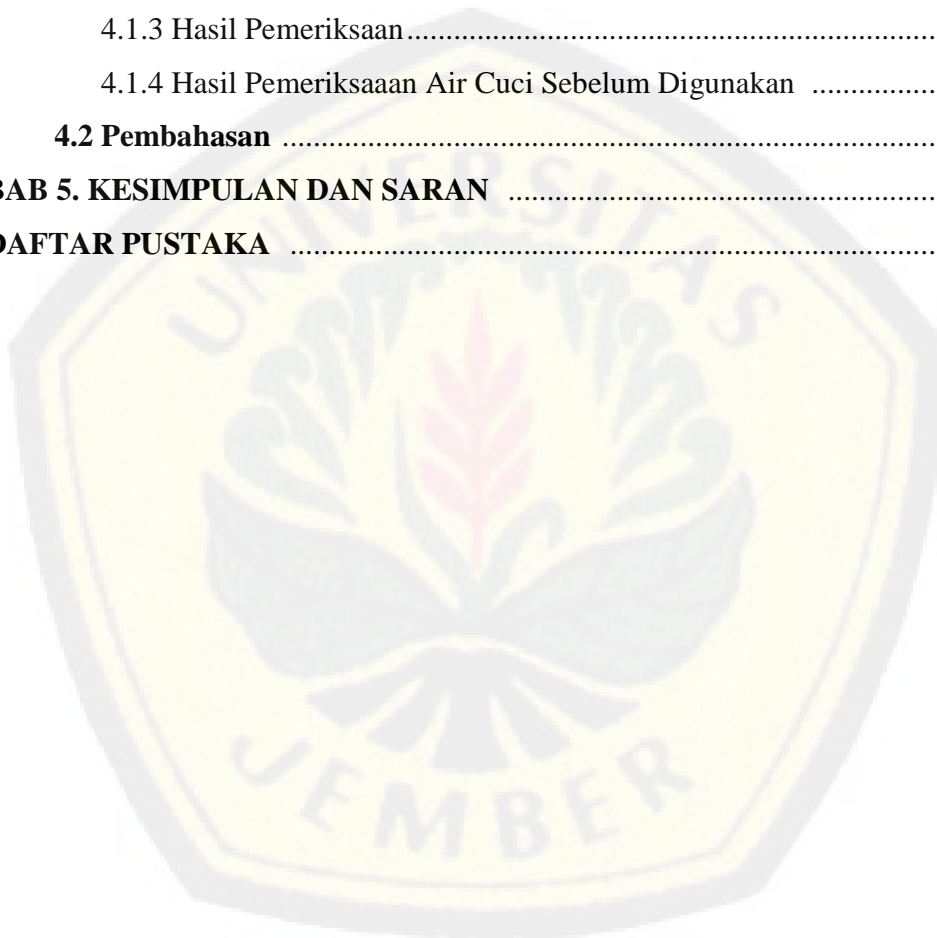 4.1.3 Hasil Pemeriksaan........................................................................
4.1.4 Hasil Pemeriksaaan Air Cuci Sebelum Digunakan ................
4.2 Pembahasan ......................................................................................
BAB 5. KESIMPULAN DAN SARAN ........................................................
DAFTAR PUSTAKA .....................................................................................
UNIVERSITAS
JEMBER